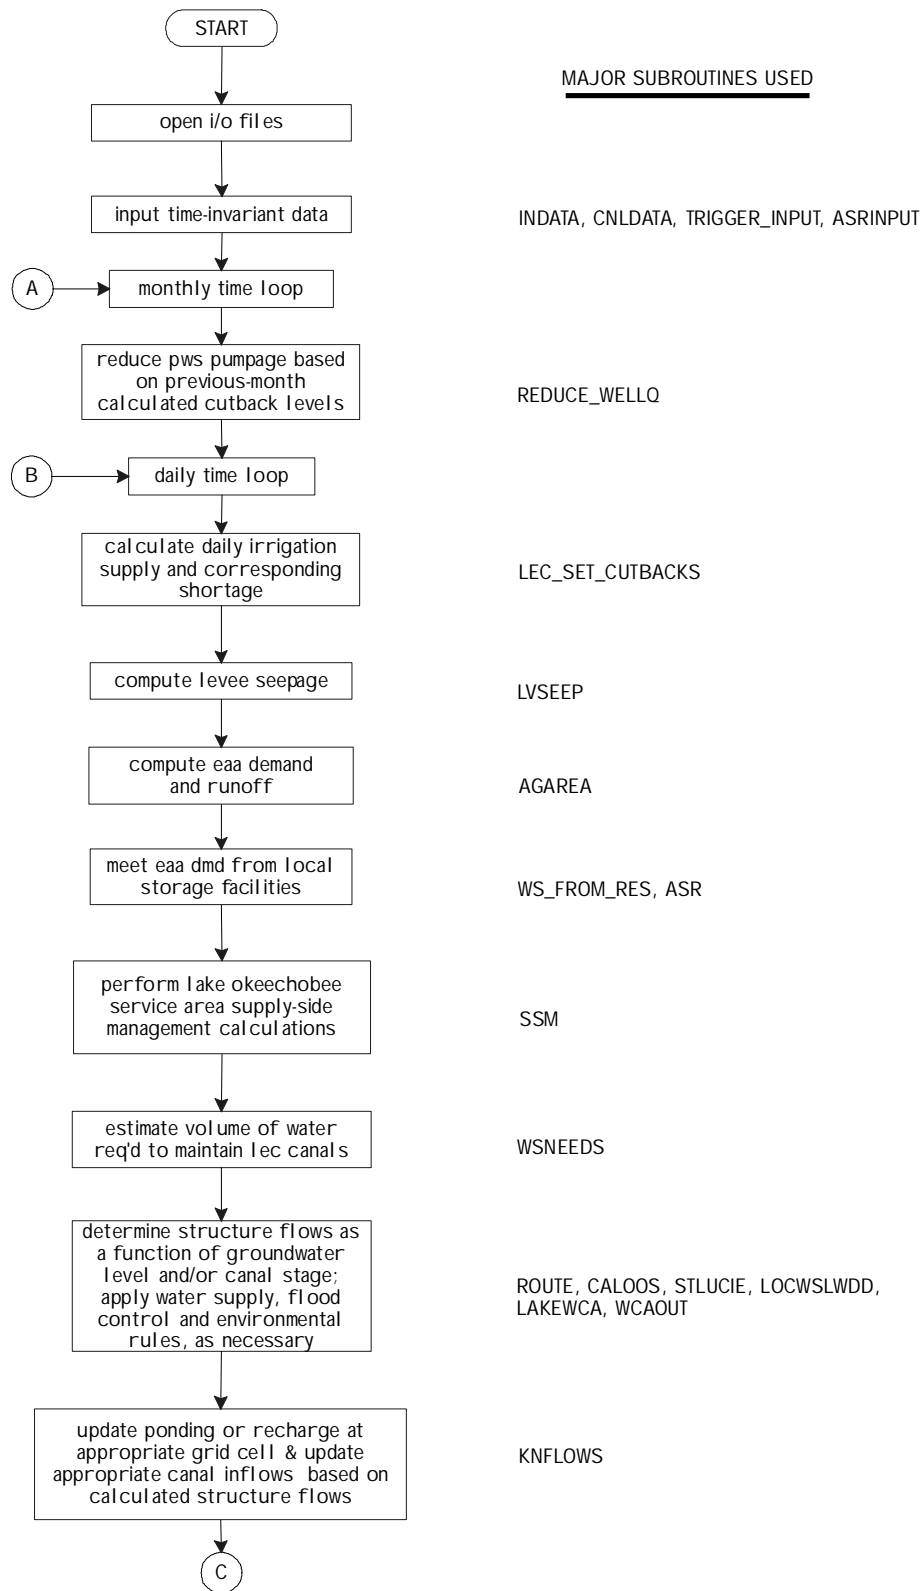 START
MAJOR SUBROUTINES USED
open i/o files
input time-invariant data
INDATA, CNLDATA, TRIGGER_INPUT, ASRINPUT
A
monthly time loop
reduce pws pumpage based
on previous-month
calculated cutback levels
REDUCE_WELLQ
B
daily time loop
calculate daily irrigation
supply and corresponding
shortage
LEC_SET_CUTBACKS
compute levee seepage
LVSEEP
compute eaa demand
and runoff
AGAREA
meet eaa dmd from local
storage facilities
WS_FROM_RES, ASR
perform lake okeechobee
service area supply-side
management calculations
SSM
estimate volume of water
req'd to maintain lec canals
WSNEEDS
determine structure flows as
a function of groundwater
level and/or canal stage;
apply water supply, flood
control and environmental
rules, as necessary
ROUTE, CALOOS, STLUCIE, LOCWSLWDD,
LAKEWCA, WCAOUT
update ponding or recharge at
appropriate grid cell & update
appropriate canal inflows based on
calculated structure flows
KNFLOWS
C